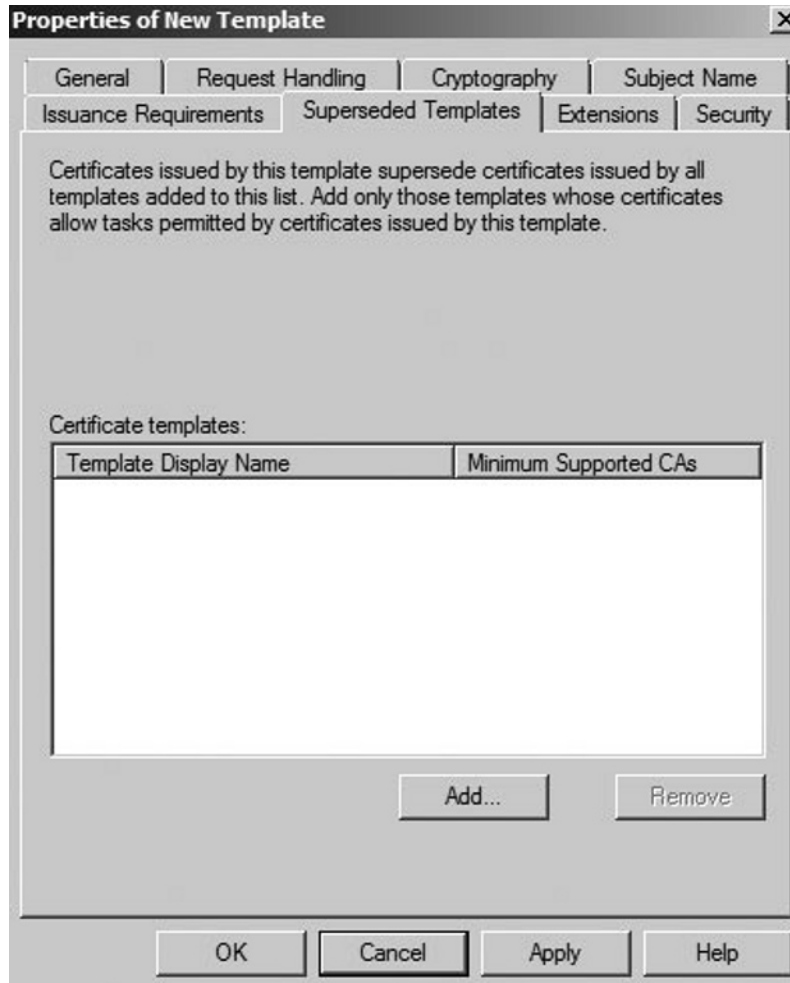 Properties of New Template
General Request Handling Cryptography Subject Name
Issuance Requirements Superseded Templates Extensions Security
Certificates issued by this template supersede certificates issued by all
templates added to this list. Add only those templates whose certificates
allow tasks permitted by certificates issued by this template.
Certificate templates:
Template Display Name Minimum Supported CAs
Add... Remove
OK Cancel Apply Help